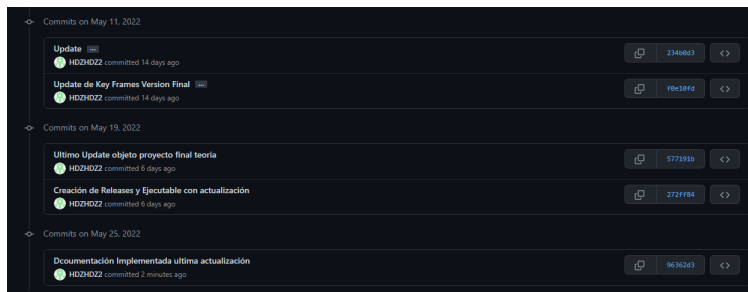 Commits on May 11, 2022
Update ...
HDZHDZ2 committed 14 days ago
234b0d3
Update de Key Frames Version Final ...
HDZHDZ2 committed 14 days ago
f0e10fd
Commits on May 19, 2022
Ultimo Update objeto proyecto final teoria
HDZHDZ2 committed 6 days ago
577191b
Creación de Releases y Ejecutable con actualización
HDZHDZ2 committed 6 days ago
272ff84
Commits on May 25, 2022
Dcoumentación Implementada ultima actualización
HDZHDZ2 committed 2 minutes ago
96362d3